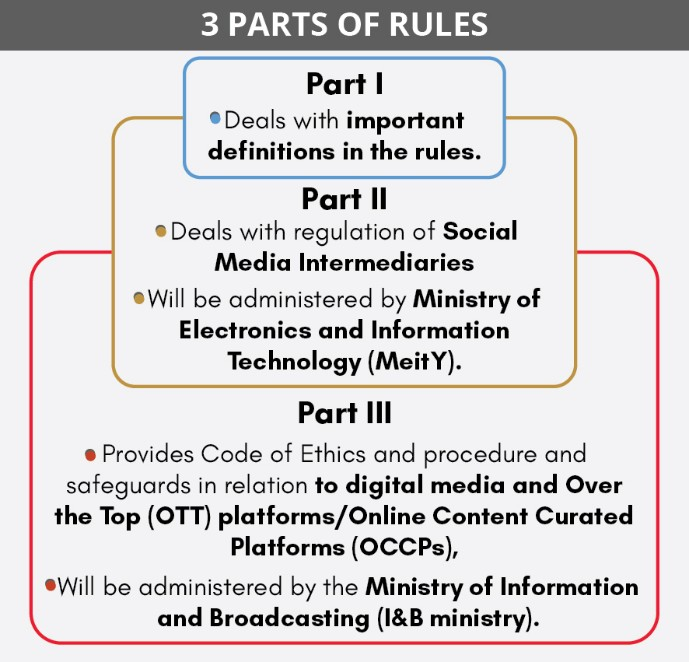 3 PARTS OF RULES
Part I
Deals with important
definitions in the rules.
Part II
Deals with regulation of Social
Media Intermediaries
Will be administered by Ministry of
Electronics and Information
Technology (MeitY).
Part III
Provides Code of Ethics and procedure and
safeguards in relation to digital media and Over
the Top (OTT) platforms/Online Content Curated
Platforms (OCCPs),
Will be administered by the Ministry of Information
and Broadcasting (I&B ministry).